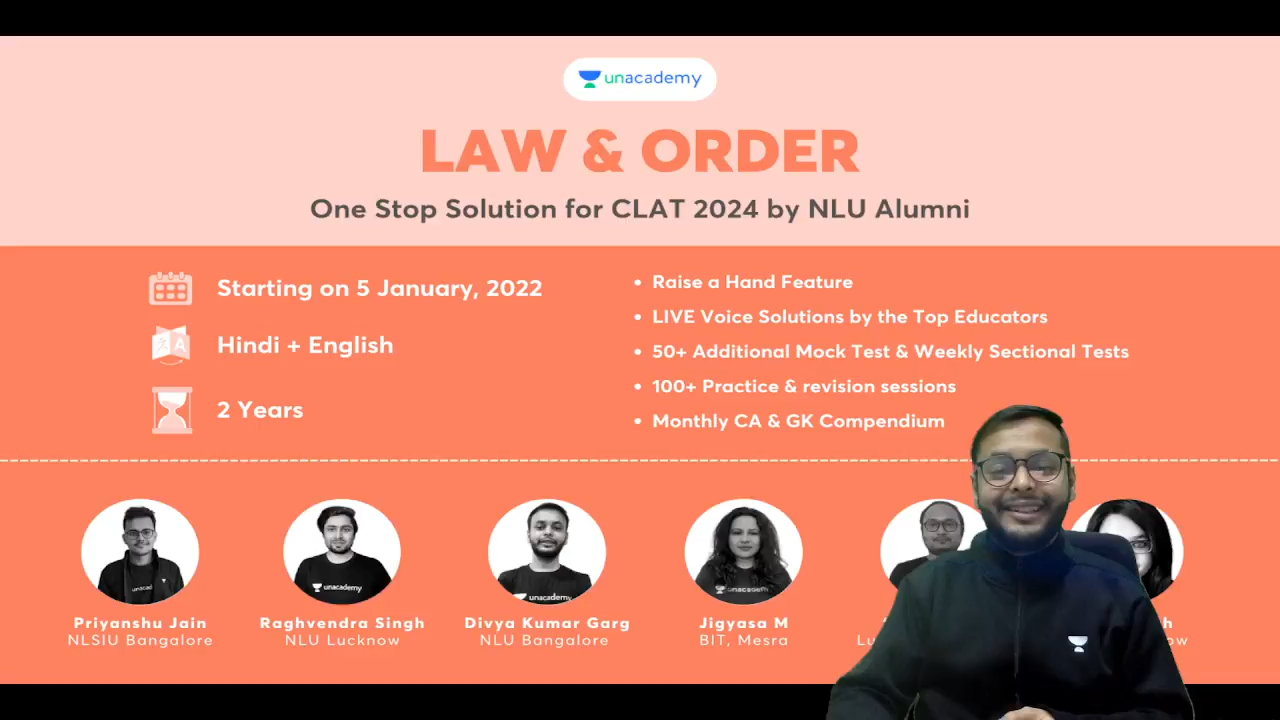 unacademy
LAW & ORDER
One Stop Solution for CLAT 2024 by NLU Alumni
Starting on 5 January, 2022
Hindi + English
2 Years
• Raise a Hand Feature
• LIVE Voice Solutions by the Top Educators
• 50+ Additional Mock Test & Weekly Sectional Tests
• 100+ Practice & revision sessions
• Monthly CA & GK Compendium
unacademy
unacademy
unacademy
Priyanshu Jain
NLSIU Bangalore
Raghvendra Singh
NLU Lucknow
Divya Kumar Garg
NLU Bangalore
Jigyasa M
BIT, Mesra